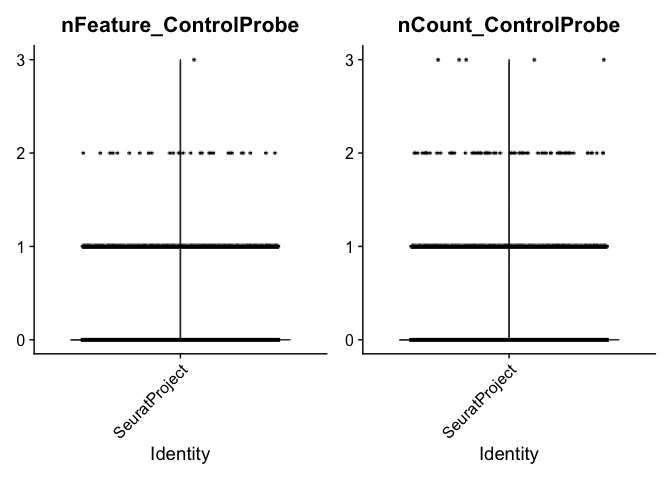 nFeature_ControlProbe
3
2
1
0
SeuratProject
Identity
nCount_ControlProbe
3
2
1
0
SeuratProject
Identity